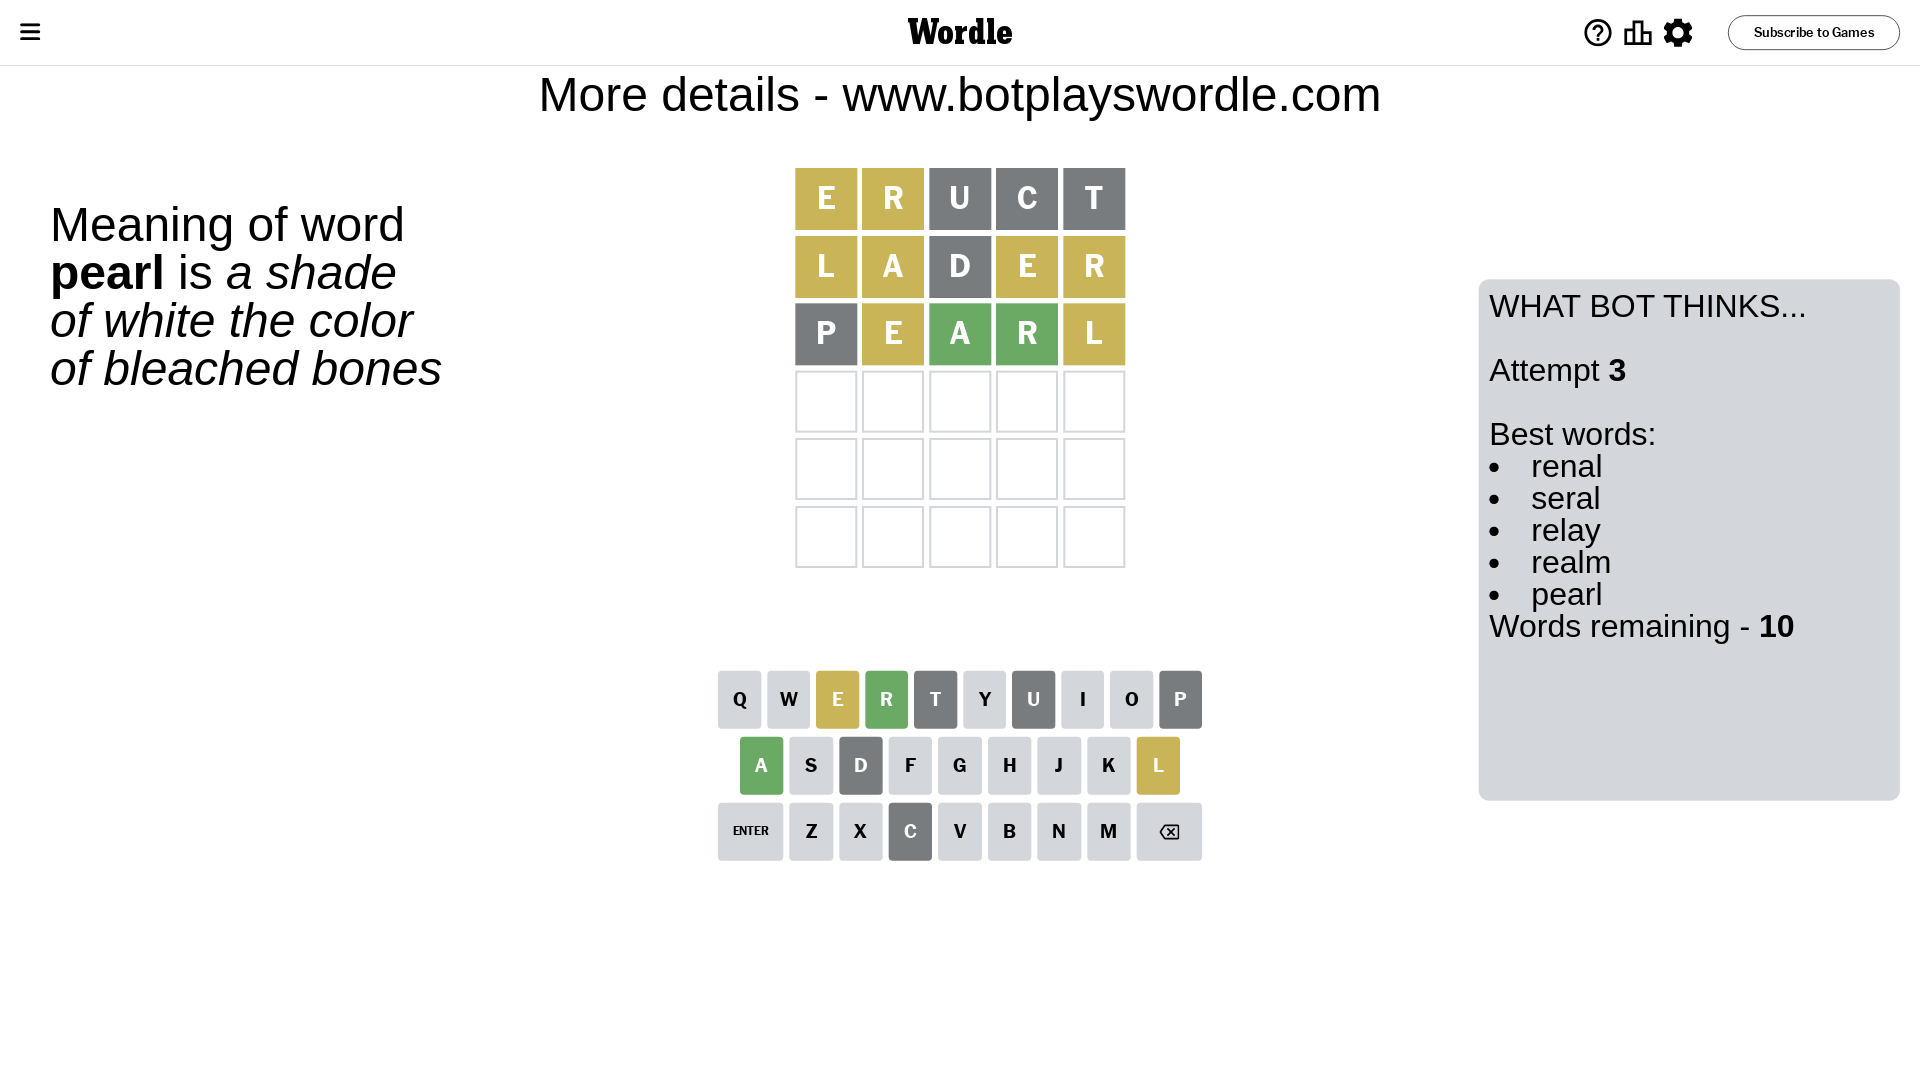 Wordle
Subscribe to Games
More details - www.botplayswordle.com
Meaning of word
pearl is a shade
of white the color
of bleached bones
E R U C T
L A D E R
P E A R L
WHAT BOT THINKS...
Attempt 3
Best words:
• renal
• seral
• relay
• realm
• pearl
Words remaining - 10
Q W E R T Y U I O P
A S D F G H J K L
ENTER Z X C V B N M